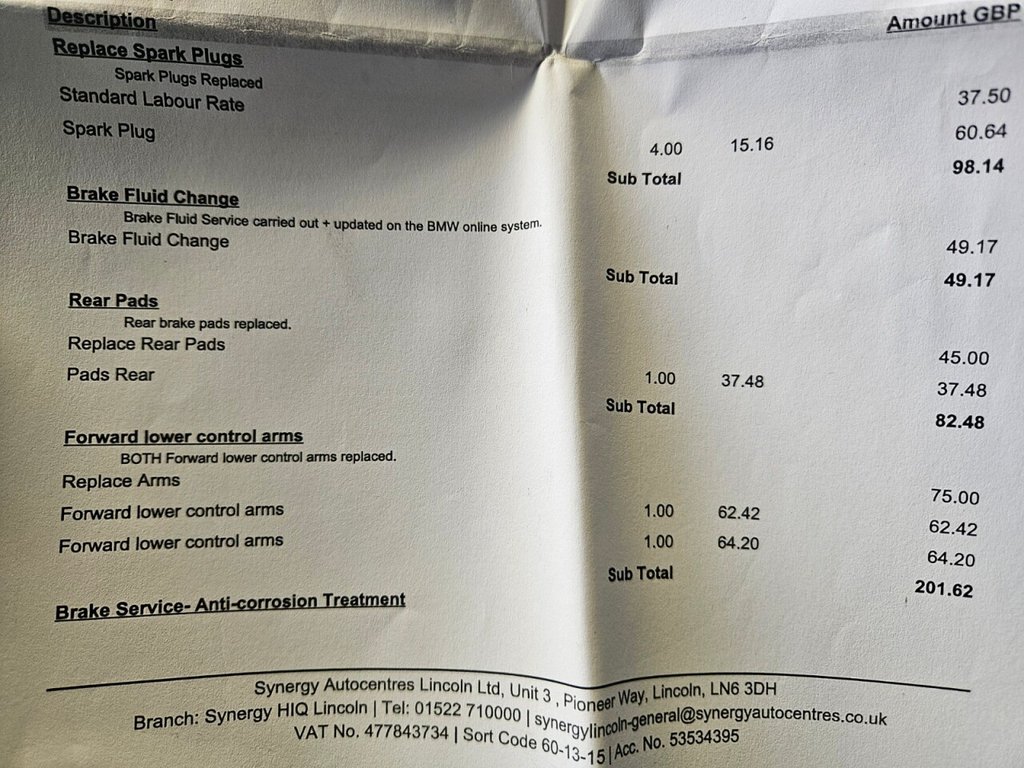 Description Amount GBP
Replace Spark Plugs
Spark Plugs Replaced
Standard Labour Rate 37.50
Spark Plug 4.00 15.16 60.64
Sub Total 98.14
Brake Fluid Change
Brake Fluid Service carried out + updated on the BMW online system.
Brake Fluid Change 49.17
Sub Total 49.17
Rear Pads
Rear brake pads replaced.
Replace Rear Pads 45.00
Pads Rear 1.00 37.48 37.48
Sub Total 82.48
Forward lower control arms
BOTH Forward lower control arms replaced.
Replace Arms 75.00
Forward lower control arms 1.00 62.42 62.42
Forward lower control arms 1.00 64.20 64.20
Sub Total 201.62
Brake Service- Anti-corrosion Treatment
Synergy Autocentres Lincoln Ltd, Unit 3 , Pioneer Way, Lincoln, LN6 3DH
Branch: Synergy HIQ Lincoln | Tel: 01522 710000 | synergylincoln-general@synergyautocentres.co.uk
VAT No. 477843734 | Sort Code 60-13-15 | Acc. No. 53534395